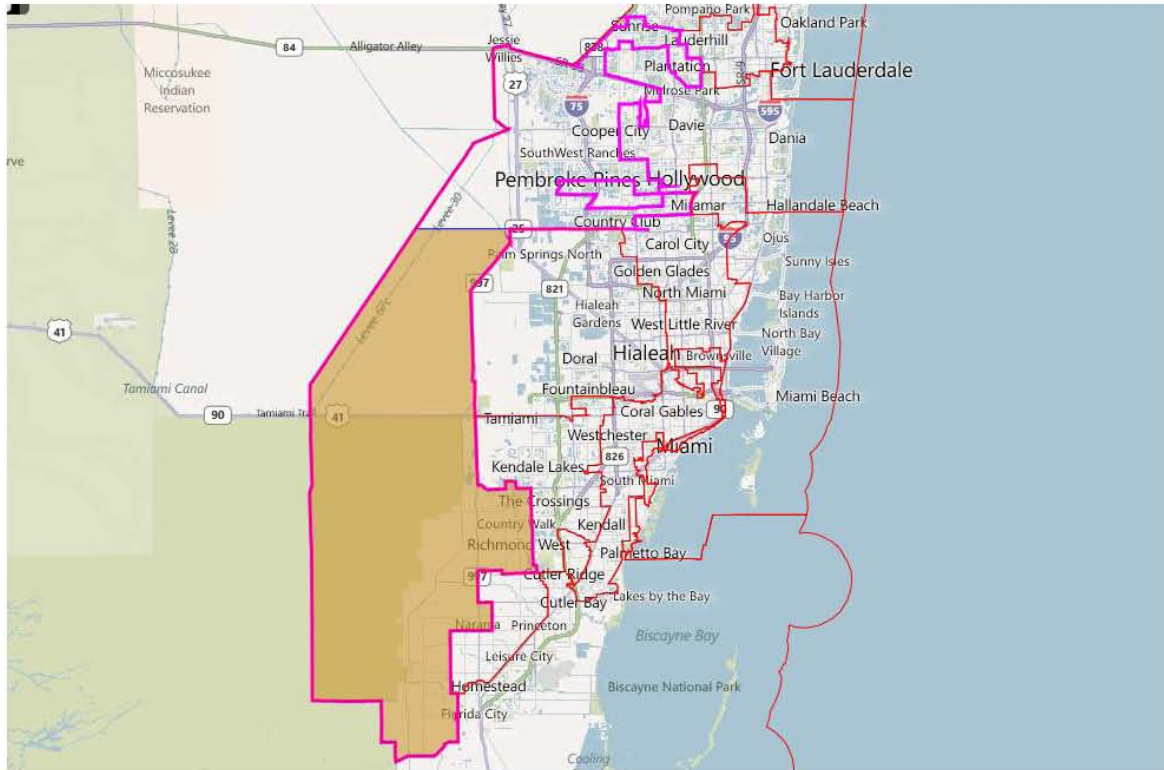 Pompano Park
Oakland Park
Sunrise
84
Alligator Alley
Jessie
Willies
Lauderhill
Plantation
Fort Lauderdale
Miccosukee
Indian
Reservation
27
75
Melrose Park
595
Cooper City
Davie
Dania
SouthWest Ranches
rve
Pembroke Pines
Hollywood
Levee 30
Levee 28
Miramar
Hallandale Beach
25
Country Club
Carol City
95
Ojus
Palm Springs North
Sunny Isles
Golden Glades
997
821
North Miami
Bay Harbor
Islands
Hialeah
Gardens
41
West Little River
North Bay
Village
Doral
Hialeah
Brownsville
Tamiami Canal
Fountainbleau
Miami Beach
90
Tamiami Trail
41
Tamiami
Coral Gables
90
Westchester
Miami
826
Kendale Lakes
South Miami
The Crossings
Country Walk
Kendall
Richmond West
Palmetto Bay
997
Cutler Ridge
Cutler Bay
Lakes by the Bay
Naranja
Princeton
Biscayne Bay
Leisure City
Homestead
Biscayne National Park
Florida City
Cooling